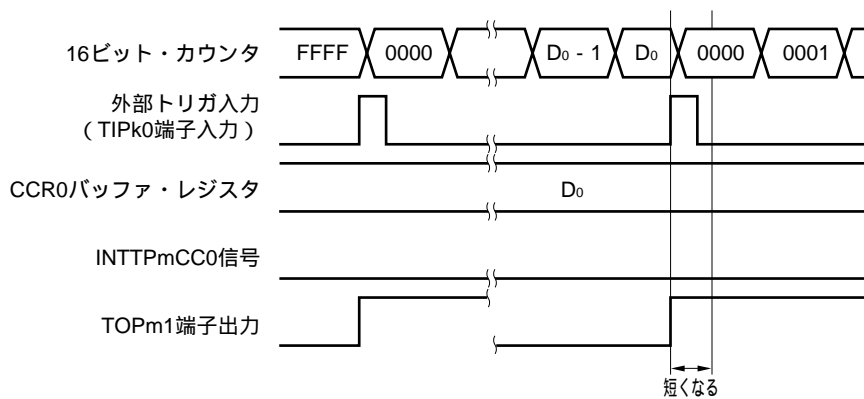 16ビット・カウンタ FFFF 0000 D0 - 1 D0 0000 0001
外部トリガ入力
(TIPk0端子入力)
CCR0バッファ・レジスタ D0
INTTPmCC0信号
TOPm1端子出力
短くなる